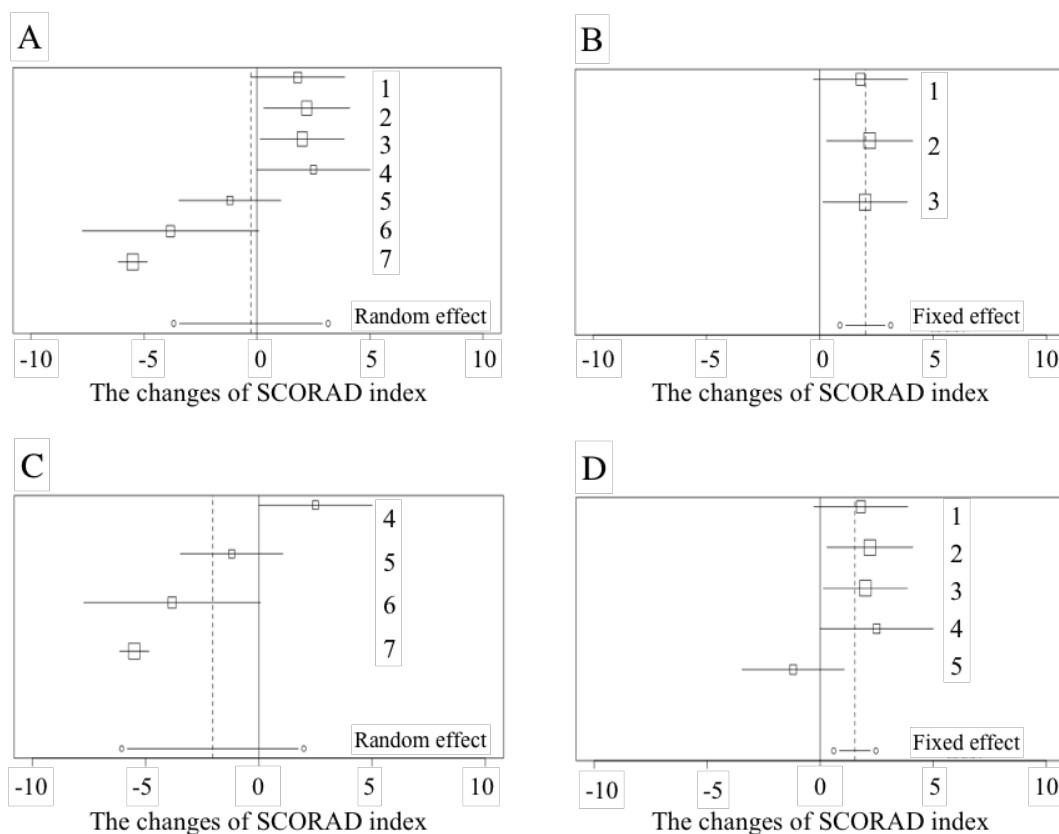 A
1
2
3
4
5
6
7
Random effect
-10 -5 0 5 10
The changes of SCORAD index
B
1
2
3
Fixed effect
-10 -5 0 5 10
The changes of SCORAD index
C
4
5
6
7
Random effect
-10 -5 0 5 10
The changes of SCORAD index
D
1
2
3
4
5
Fixed effect
-10 -5 0 5 10
The changes of SCORAD index